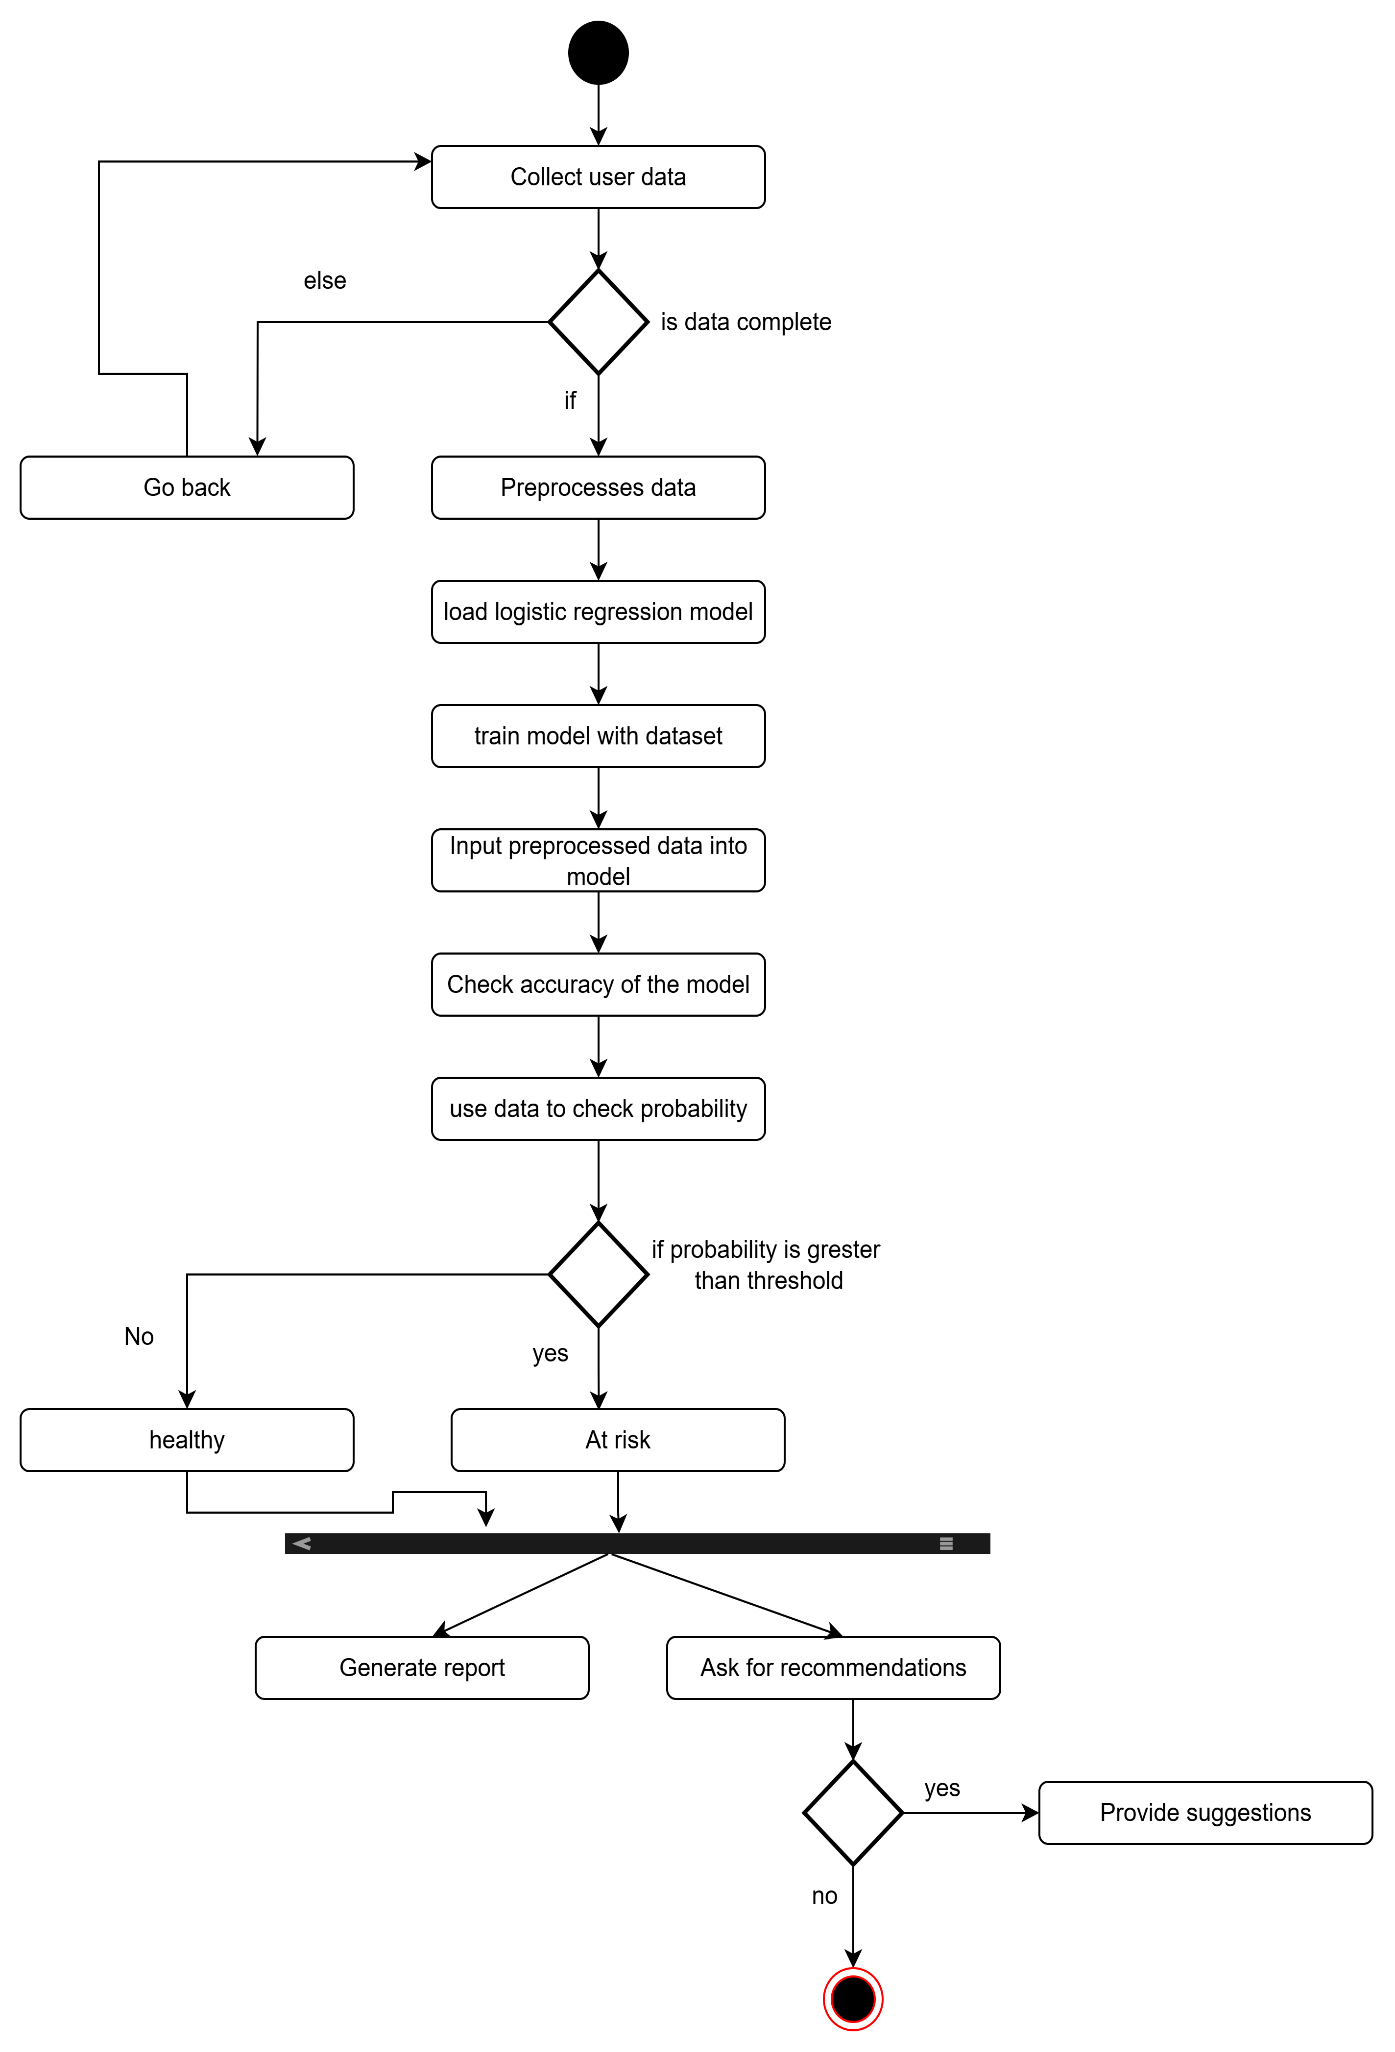 Collect user data
else
is data complete
if
Go back
Preprocesses data
load logistic regression model
train model with dataset
Input preprocessed data into
model
Check accuracy of the model
use data to check probability
if probability is grester
than threshold
No
yes
healthy
At risk
Generate report
Ask for recommendations
yes
Provide suggestions
no